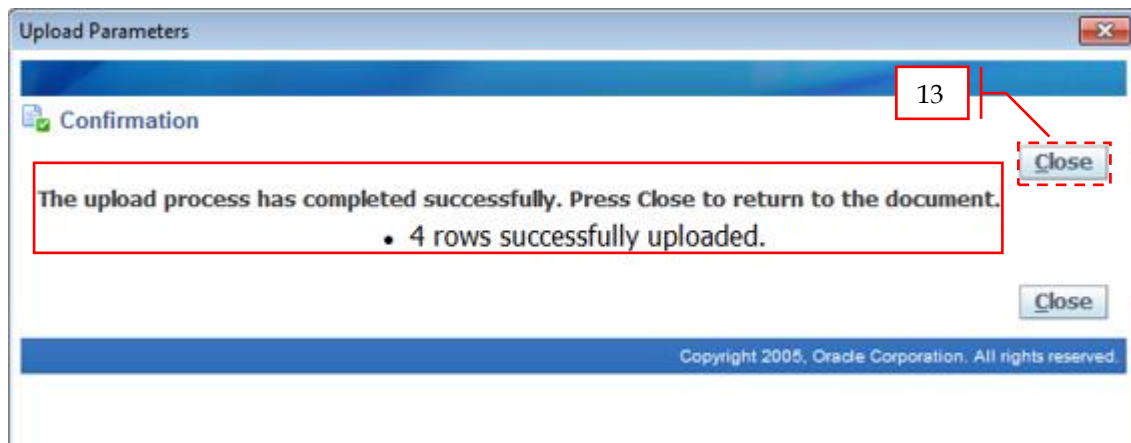 Upload Parameters
13
Confirmation
Close
The upload process has completed successfully. Press Close to return to the document.
• 4 rows successfully uploaded.
Close
Copyright 2005, Oracle Corporation. All rights reserved.